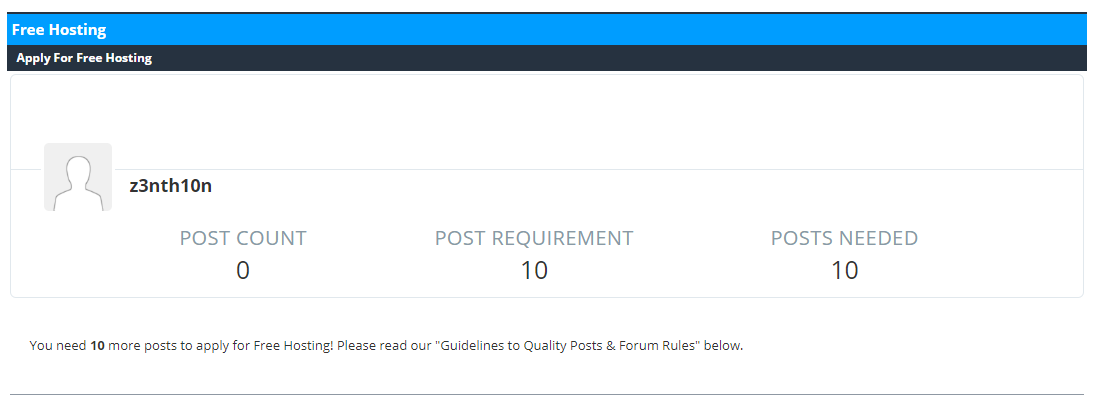 Free Hosting
Apply For Free Hosting
z3nth10n
POST COUNT POST REQUIREMENT POSTS NEEDED
0 10 10
You need 10 more posts to apply for Free Hosting! Please read our "Guidelines to Quality Posts & Forum Rules" below.